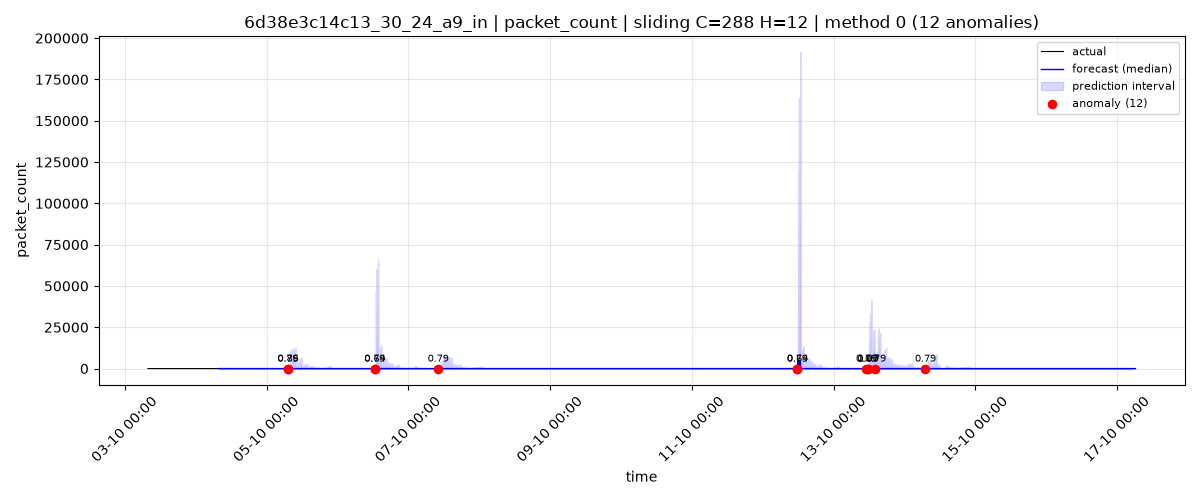 6d38e3c14c13_30_24_a9_in | packet_count | sliding C=288 H=12 | method 0 (12 anomalies)
packet_count
200000
175000
150000
125000
100000
75000
50000
25000
0
actual
forecast (median)
prediction interval
anomaly (12)
0.79
0.79
03-10 00:00
05-10 00:00
07-10 00:00
09-10 00:00
11-10 00:00
13-10 00:00
15-10 00:00
17-10 00:00
time